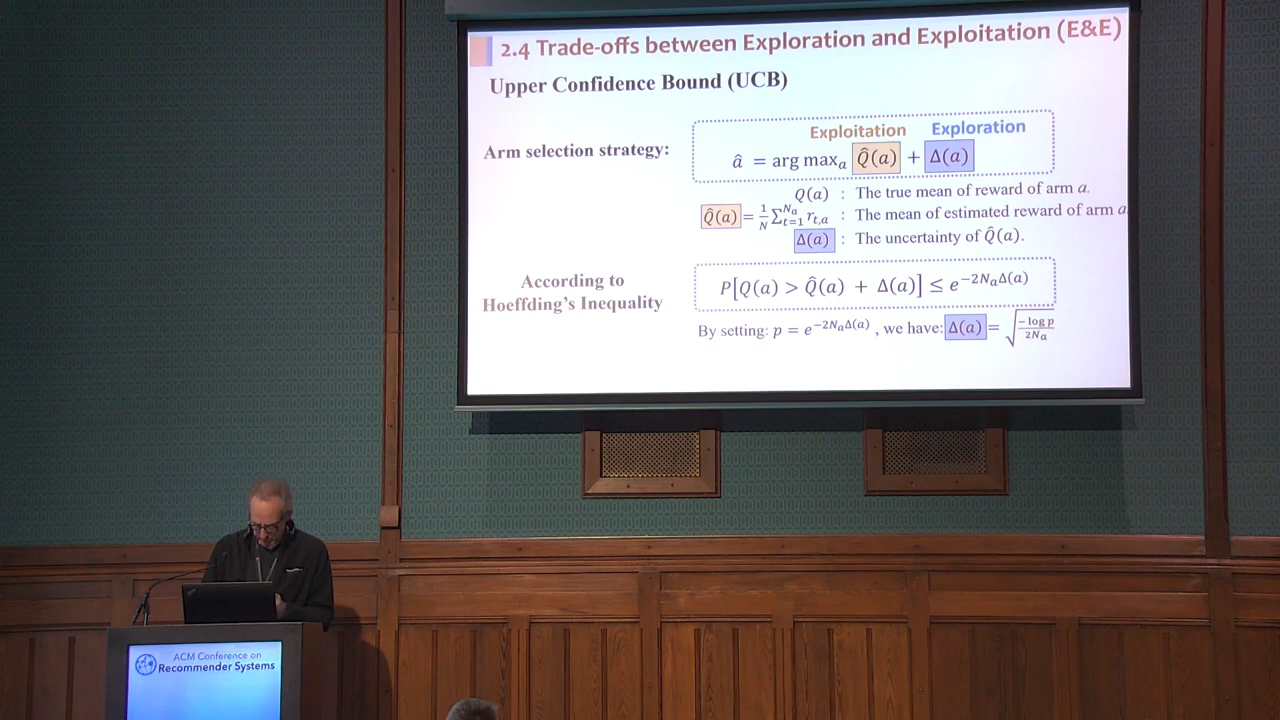 2.4 Trade-offs between Exploration and Exploitation (E&E)
Upper Confidence Bound (UCB)
Exploitation Exploration
Arm selection strategy: â = arg maxₐ Q̂(a) + Δ(a)
Q(a) : The true mean of reward of arm a.
Q̂(a) = 1/N ∑_{t=1}^{N_a} r_{t,a} : The mean of estimated reward of arm a
Δ(a) : The uncertainty of Q̂(a).
According to
Hoeffding's Inequality
P[Q(a) > Q̂(a) + Δ(a)] ≤ e^{−2N_aΔ(a)}
By setting: p = e^{−2N_aΔ(a)} , we have: Δ(a) = √(−log p / 2N_a)
ACM Conference on
Recommender Systems